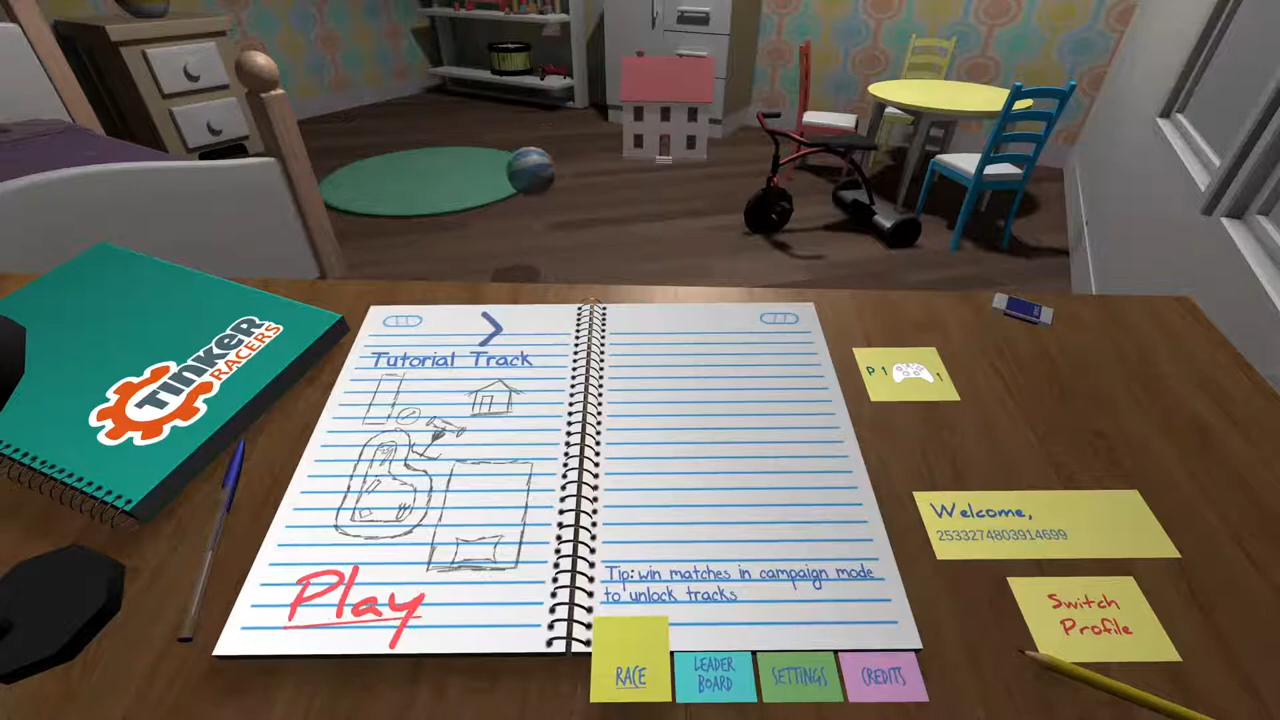 TINKER
RACERS
Tutorial Track
Play
Tip: win matches in campaign mode
to unlock tracks
RACE
LEADER
BOARD
SETTINGS
CREDITS
P1
1
Welcome,
2533274803914699
Switch
Profile